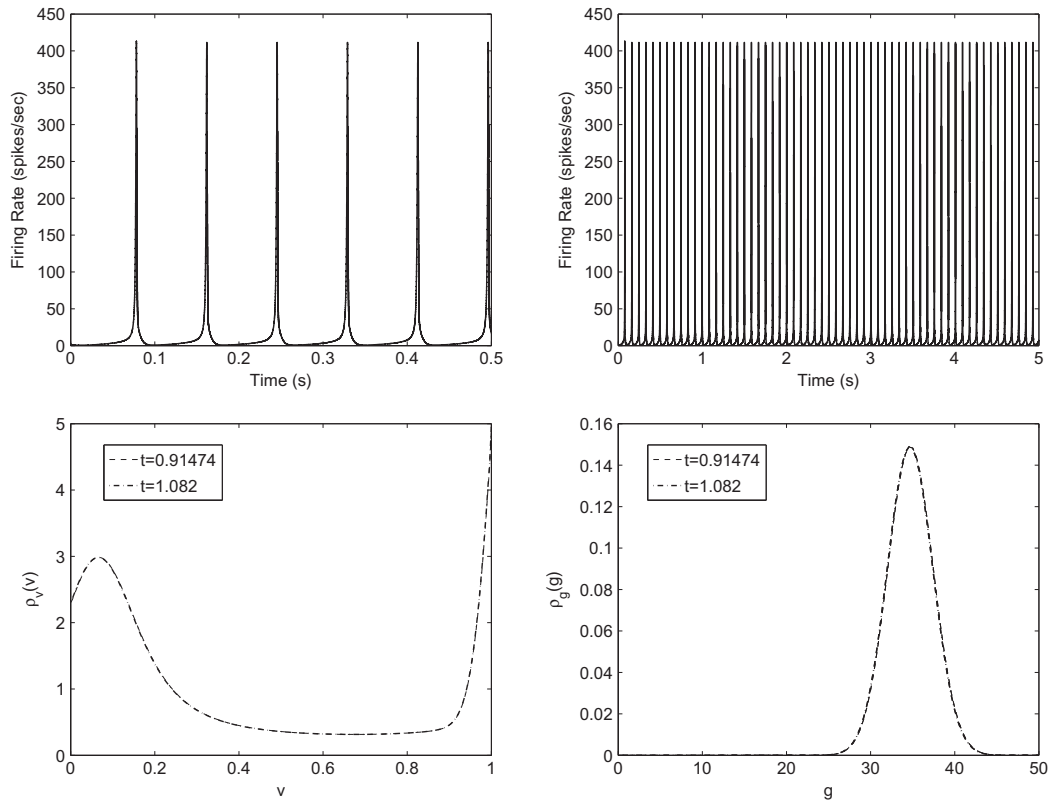 450
400
350
300
250
200
150
100
50
0
Firing Rate (spikes/sec)
0 0.1 0.2 0.3 0.4 0.5
Time (s)
450
400
350
300
250
200
150
100
50
0
Firing Rate (spikes/sec)
0 1 2 3 4 5
Time (s)
5
4
3
2
1
0
ρv(v)
t=0.91474
t=1.082
0 0.2 0.4 0.6 0.8 1
v
0.16
0.14
0.12
0.1
0.08
0.06
0.04
0.02
0
ρg(g)
t=0.91474
t=1.082
0 10 20 30 40 50
g